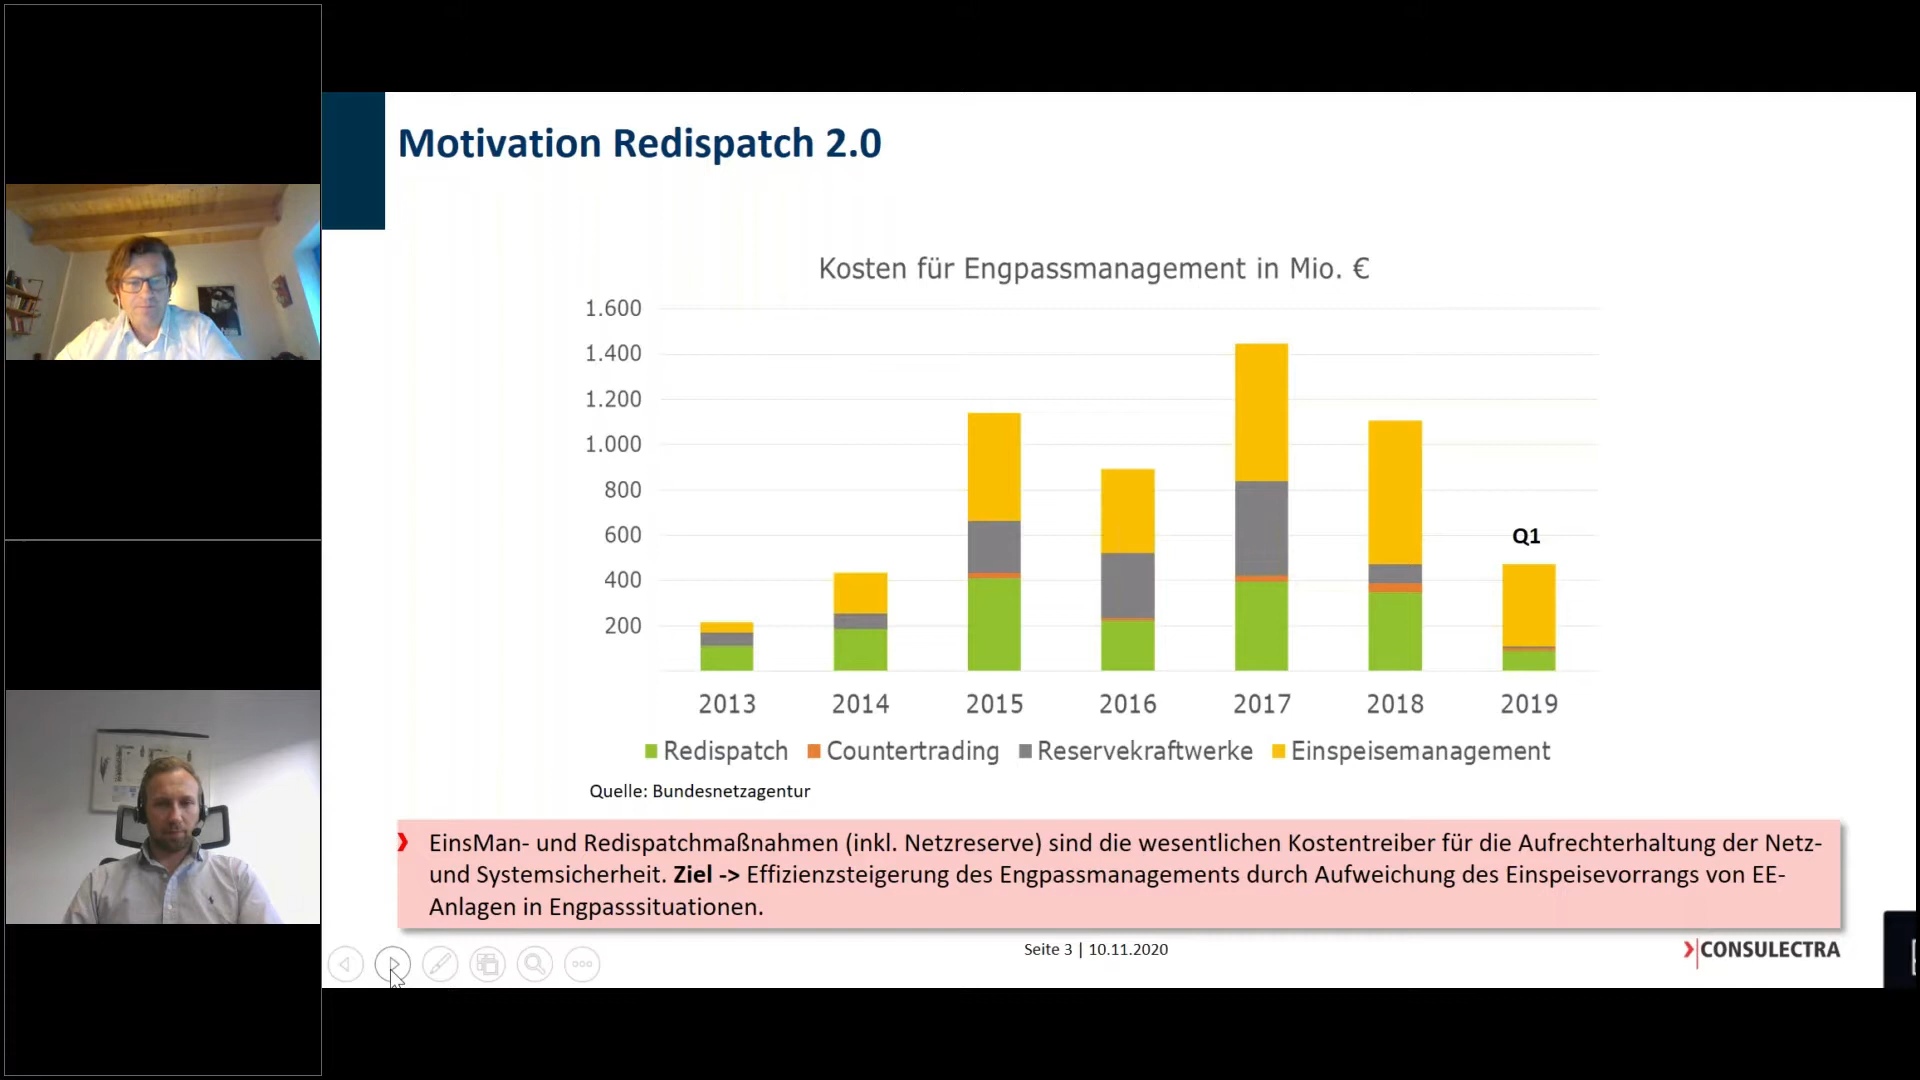 Motivation Redispatch 2.0
Kosten für Engpassmanagement in Mio. €
1.600
1.400
1.200
1.000
800
600
400
200
Q1
2013 2014 2015 2016 2017 2018 2019
Redispatch Countertrading Reservekraftwerke Einspeisemanagement
Quelle: Bundesnetzagentur
EinsMan- und Redispatchmaßnahmen (inkl. Netzreserve) sind die wesentlichen Kostentreiber für die Aufrechterhaltung der Netz-
und Systemsicherheit. Ziel -> Effizienzsteigerung des Engpassmanagements durch Aufweichung des Einspeisevorrangs von EE-
Anlagen in Engpasssituationen.
Seite 3 | 10.11.2020
CONSULECTRA